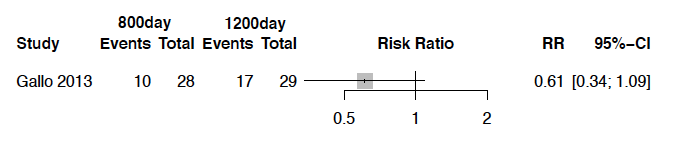 800day 1200day
Study Events Total Events Total Risk Ratio RR 95%−CI
Gallo 2013 10 28 17 29 0.61 [0.34; 1.09]
0.5 1 2